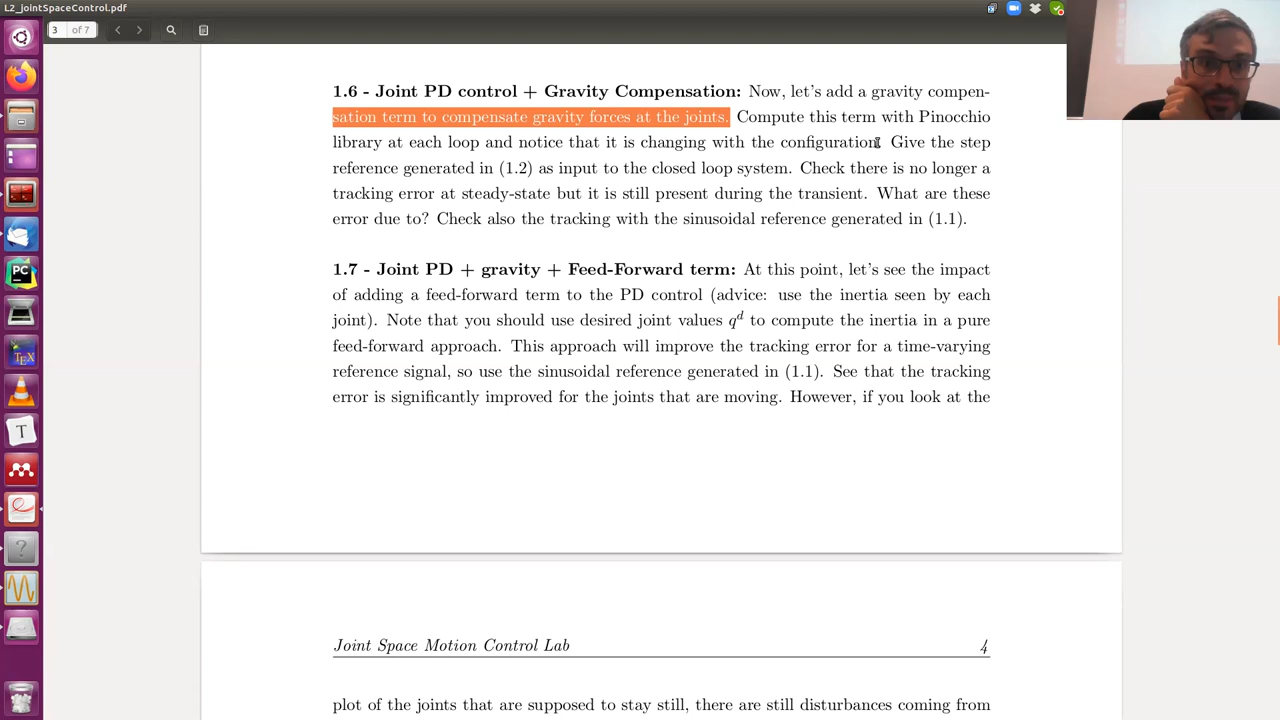 L2_jointSpaceControl.pdf
3 of 7
1.6 - Joint PD control + Gravity Compensation: Now, let's add a gravity compen-
sation term to compensate gravity forces at the joints. Compute this term with Pinocchio
library at each loop and notice that it is changing with the configuration. Give the step
reference generated in (1.2) as input to the closed loop system. Check there is no longer a
tracking error at steady-state but it is still present during the transient. What are these
error due to? Check also the tracking with the sinusoidal reference generated in (1.1).
1.7 - Joint PD + gravity + Feed-Forward term: At this point, let's see the impact
of adding a feed-forward term to the PD control (advice: use the inertia seen by each
joint). Note that you should use desired joint values q^d to compute the inertia in a pure
feed-forward approach. This approach will improve the tracking error for a time-varying
reference signal, so use the sinusoidal reference generated in (1.1). See that the tracking
error is significantly improved for the joints that are moving. However, if you look at the
Joint Space Motion Control Lab 4
plot of the joints that are supposed to stay still, there are still disturbances coming from
PC
TEX
T
?